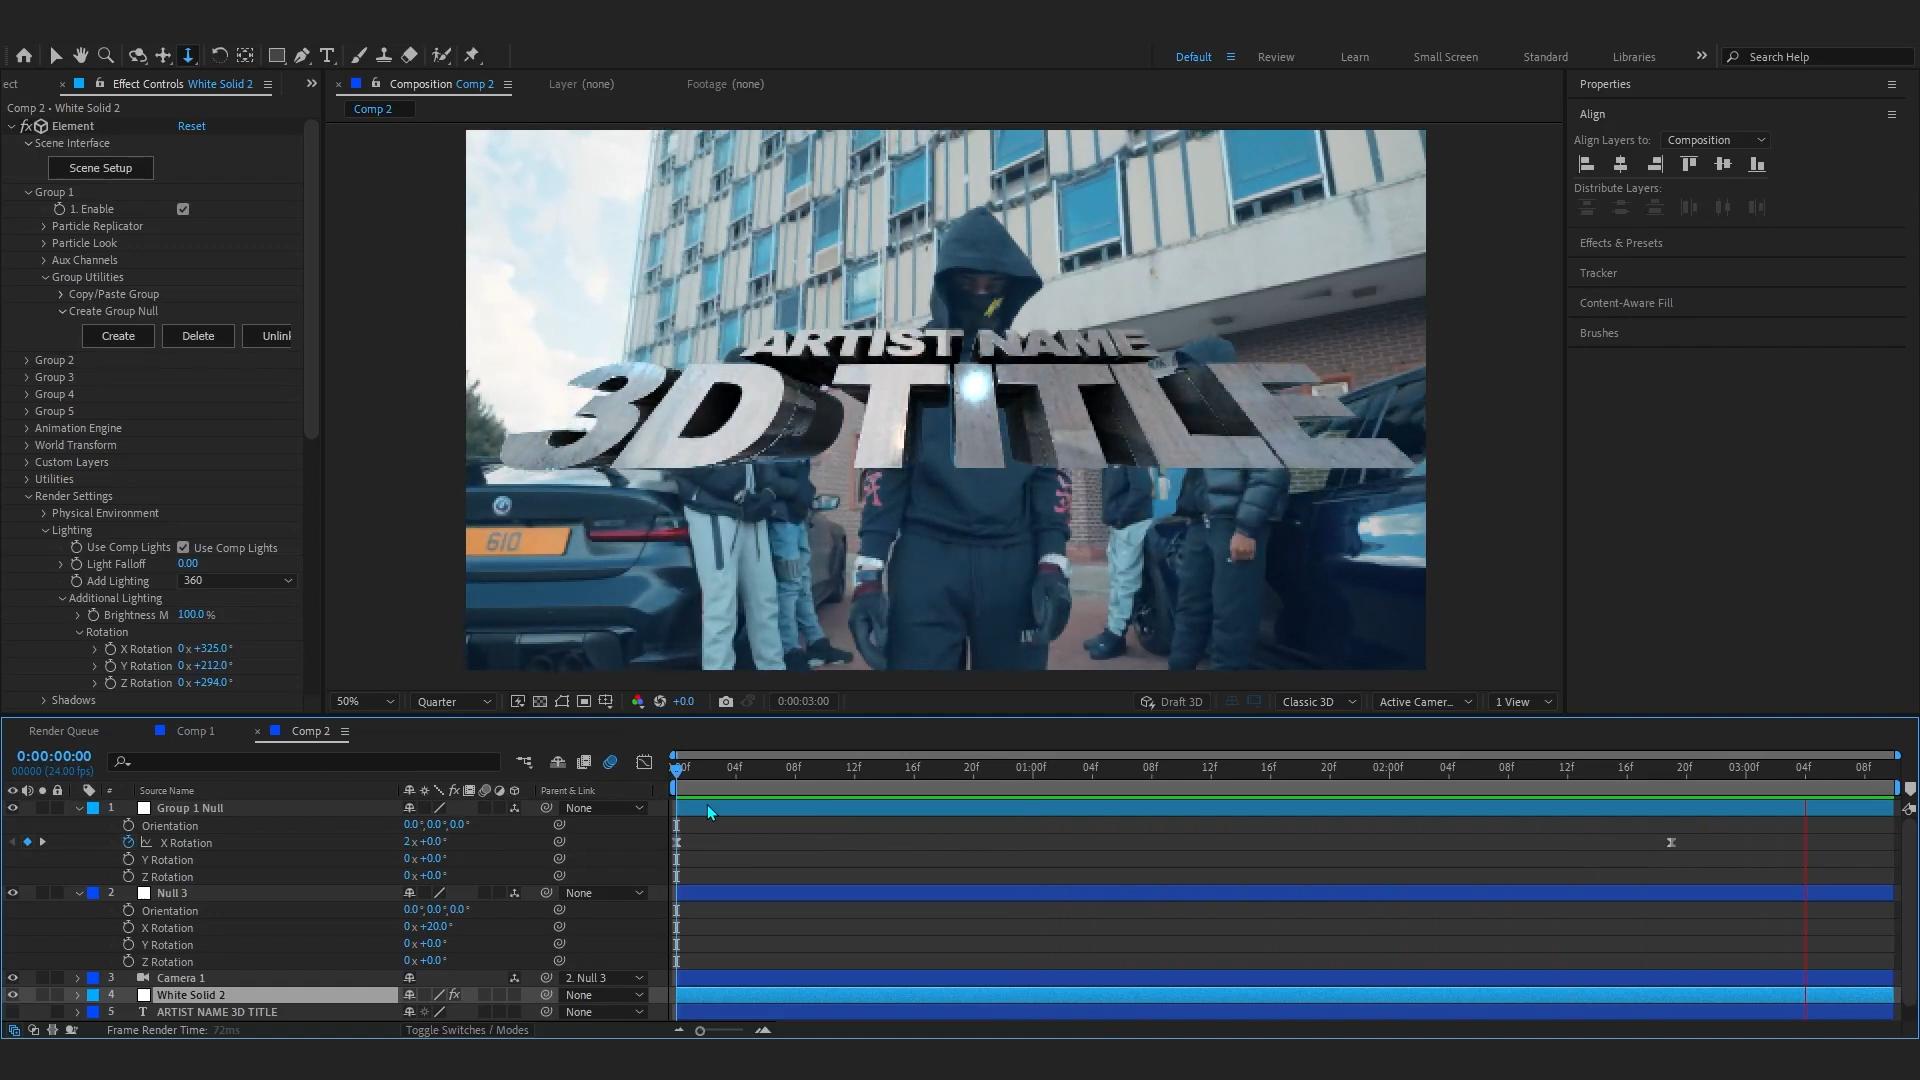 Default
Review
Learn
Small Screen
Standard
Libraries
Search Help
ect
Effect Controls White Solid 2
Composition Comp 2
Layer (none)
Footage (none)
Properties
Comp 2 • White Solid 2
Comp 2
fx Element
Reset
Scene Interface
Scene Setup
Group 1
1. Enable
Particle Replicator
Particle Look
Aux Channels
Group Utilities
Copy/Paste Group
Create Group Null
Create
Delete
Unlink
Group 2
Group 3
Group 4
Group 5
Animation Engine
World Transform
Custom Layers
Utilities
Render Settings
Physical Environment
Lighting
Use Comp Lights
Use Comp Lights
Light Falloff
0.00
Add Lighting
360
Additional Lighting
Brightness M
100.0 %
Rotation
X Rotation 0 x +325.0 °
Y Rotation 0 x +212.0 °
Z Rotation 0 x +294.0 °
Shadows
ARTIST NAME
3D TITLE
610
Align
Align Layers to:
Composition
Distribute Layers:
Effects & Presets
Tracker
Content-Aware Fill
Brushes
50%
Quarter
+0.0
0:00:03:00
Draft 3D
Classic 3D
Active Camer...
1 View
Render Queue
Comp 1
Comp 2
0:00:00:00
00000 (24.00 fps)
04f
08f
12f
16f
20f
01:00f
04f
08f
12f
16f
20f
02:00f
04f
08f
12f
16f
20f
03:00f
04f
08f
#
Source Name
fx
Parent & Link
1 Group 1 Null
None
Orientation 0.0 °, 0.0 °, 0.0 °
X Rotation 2 x +0.0 °
Y Rotation 0 x +0.0 °
Z Rotation 0 x +0.0 °
2 Null 3
None
Orientation 0.0 °, 0.0 °, 0.0 °
X Rotation 0 x +20.0 °
Y Rotation 0 x +0.0 °
Z Rotation 0 x +0.0 °
3 Camera 1
2. Null 3
4 White Solid 2
fx
None
5 T ARTIST NAME 3D TITLE
None
Frame Render Time: 72ms
Toggle Switches / Modes